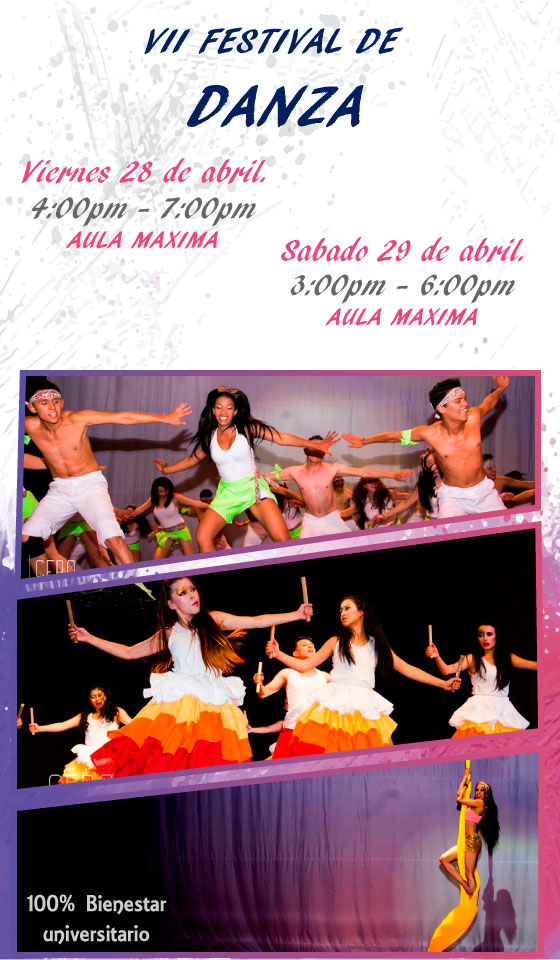 VII FESTIVAL DE
DANZA
Viernes 28 de abril.
4:00pm - 7:00pm
AULA MAXIMA
Sabado 29 de abril.
3:00pm - 6:00pm
AULA MAXIMA
100% Bienestar
universitario